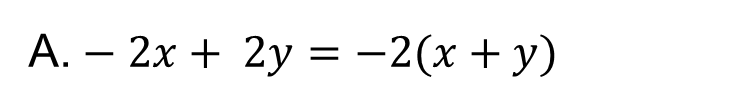 A. − 2x + 2y = −2(x + y)